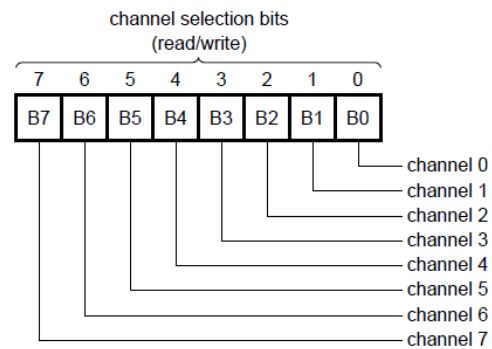 channel selection bits
(read/write)
7 6 5 4 3 2 1 0
B7 B6 B5 B4 B3 B2 B1 B0
channel 0
channel 1
channel 2
channel 3
channel 4
channel 5
channel 6
channel 7